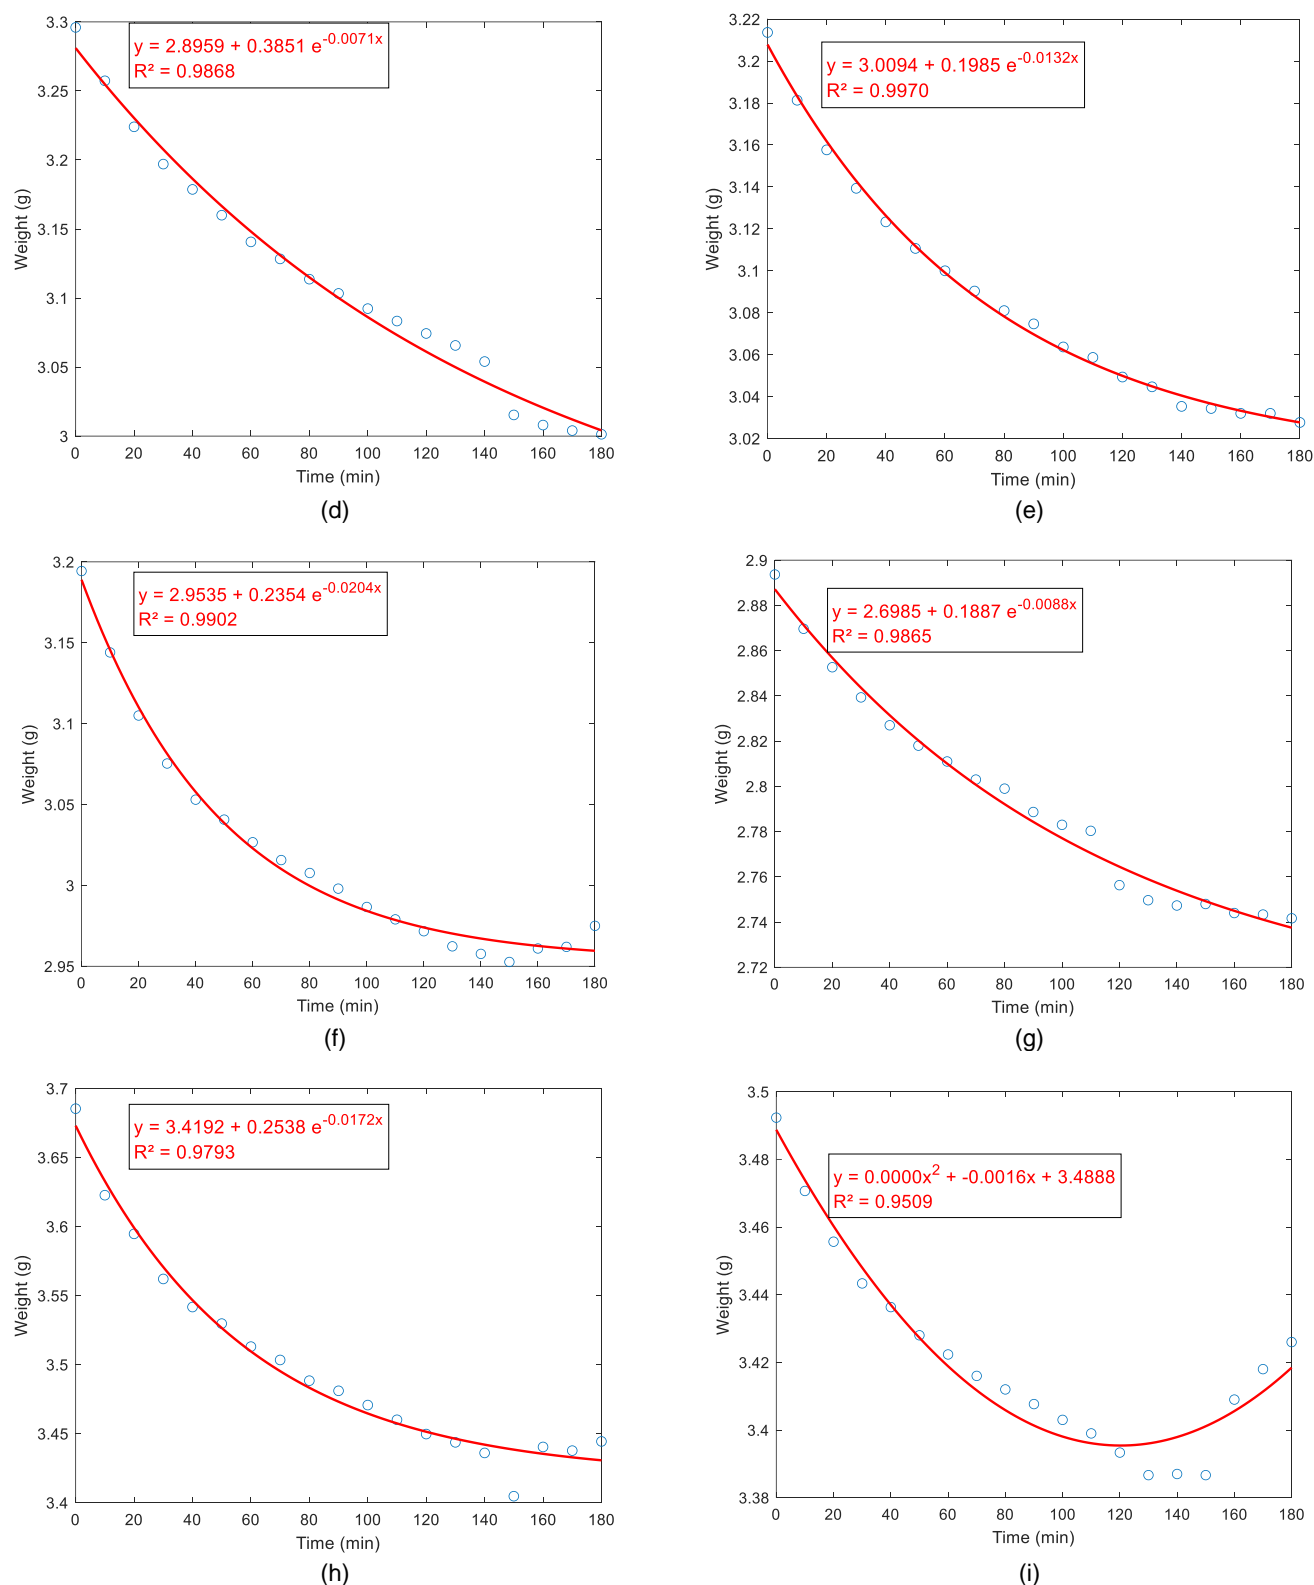 3.3
3.25
3.2
3.15
3.1
3.05
3
Weight (g)
y = 2.8959 + 0.3851 e^-0.0071x
R² = 0.9868
0 20 40 60 80 100 120 140 160 180
Time (min)
(d)
3.22
3.2
3.18
3.16
3.14
3.12
3.1
3.08
3.06
3.04
3.02
Weight (g)
y = 3.0094 + 0.1985 e^-0.0132x
R² = 0.9970
0 20 40 60 80 100 120 140 160 180
Time (min)
(e)
3.2
3.15
3.1
3.05
3
2.95
Weight (g)
y = 2.9535 + 0.2354 e^-0.0204x
R² = 0.9902
0 20 40 60 80 100 120 140 160 180
Time (min)
(f)
2.9
2.88
2.86
2.84
2.82
2.8
2.78
2.76
2.74
2.72
Weight (g)
y = 2.6985 + 0.1887 e^-0.0088x
R² = 0.9865
0 20 40 60 80 100 120 140 160 180
Time (min)
(g)
3.7
3.65
3.6
3.55
3.5
3.45
3.4
Weight (g)
y = 3.4192 + 0.2538 e^-0.0172x
R² = 0.9793
0 20 40 60 80 100 120 140 160 180
Time (min)
(h)
3.5
3.48
3.46
3.44
3.42
3.4
3.38
Weight (g)
y = 0.0000x² + -0.0016x + 3.4888
R² = 0.9509
0 20 40 60 80 100 120 140 160 180
Time (min)
(i)